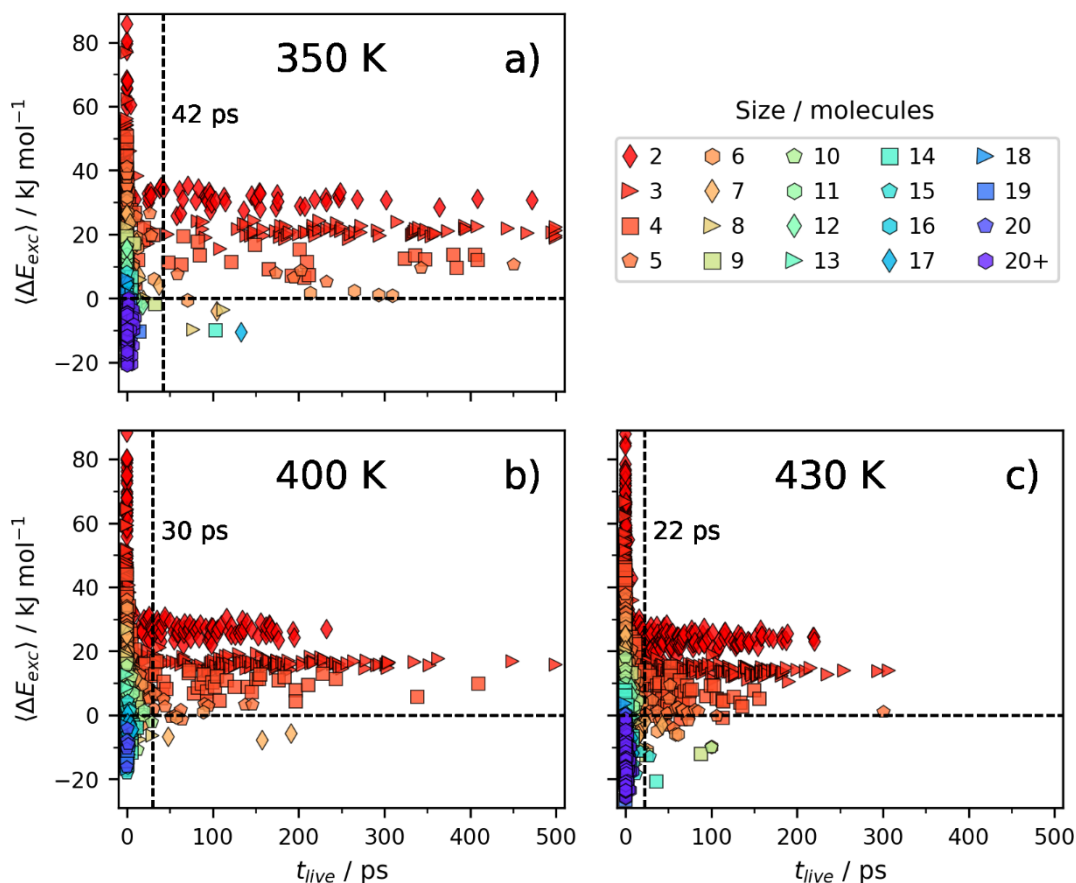 350 K
a)
42 ps
⟨ΔE_exc⟩ / kJ mol⁻¹
80
60
40
20
0
−20
Size / molecules
2 6 10 14 18
3 7 11 15 19
4 8 12 16 20
5 9 13 17 20+
400 K
b)
30 ps
⟨ΔE_exc⟩ / kJ mol⁻¹
80
60
40
20
0
−20
0 100 200 300 400 500
t_live / ps
430 K
c)
22 ps
0 100 200 300 400 500
t_live / ps